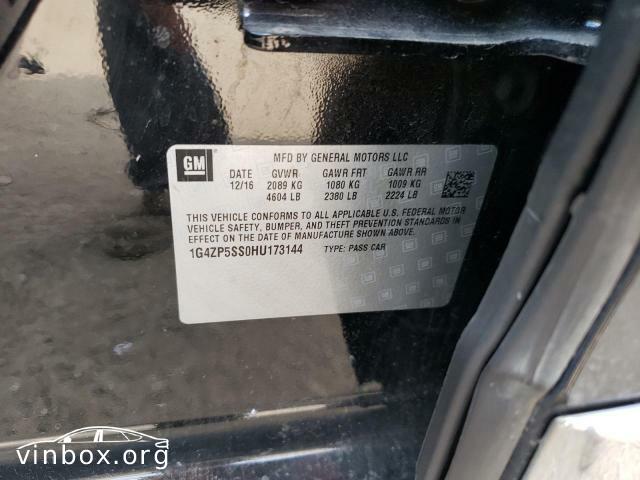 GM
MFD BY GENERAL MOTORS LLC
DATE GVWR GAWR FRT GAWR RR
12/16 2089 KG 1080 KG 1009 KG
4604 LB 2380 LB 2224 LB
THIS VEHICLE CONFORMS TO ALL APPLICABLE U.S. FEDERAL MOTOR
VEHICLE SAFETY, BUMPER, AND THEFT PREVENTION STANDARDS IN
EFFECT ON THE DATE OF MANUFACTURE SHOWN ABOVE.
1G4ZP5SS0HU173144 TYPE: PASS CAR
vinbox.org